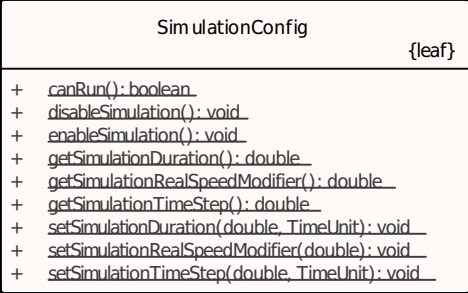 SimulationConfig
{leaf}
+ canRun(): boolean
+ disableSimulation(): void
+ enableSimulation(): void
+ getSimulationDuration(): double
+ getSimulationRealSpeedModifier(): double
+ getSimulationTimeStep(): double
+ setSimulationDuration(double, TimeUnit): void
+ setSimulationRealSpeedModifier(double): void
+ setSimulationTimeStep(double, TimeUnit): void